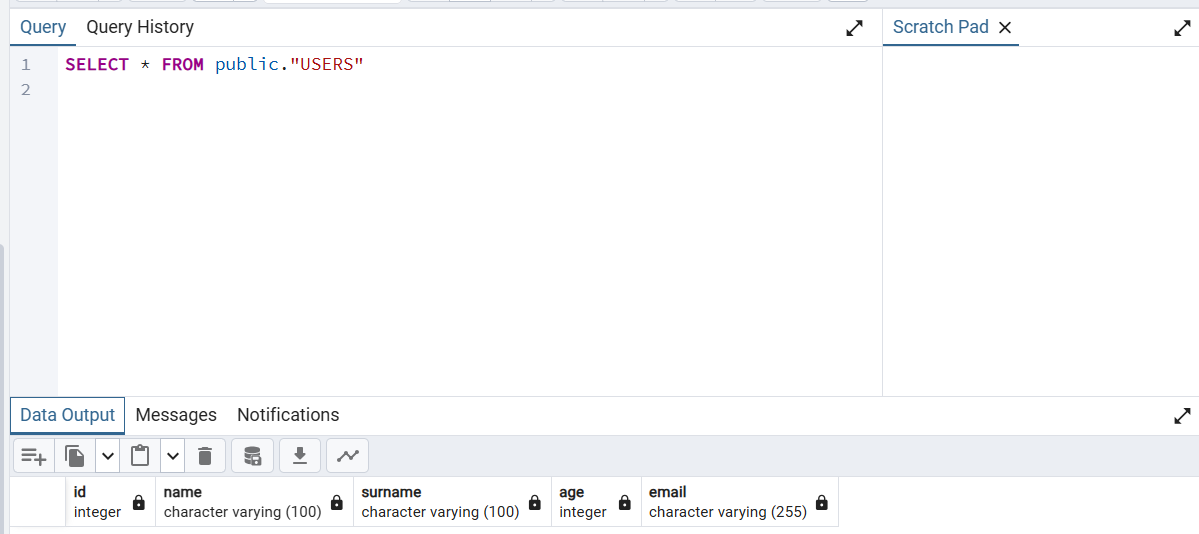 Query Query History Scratch Pad
1 SELECT * FROM public."USERS"
2
Data Output Messages Notifications
id name surname age email
integer character varying (100) character varying (100) integer character varying (255)